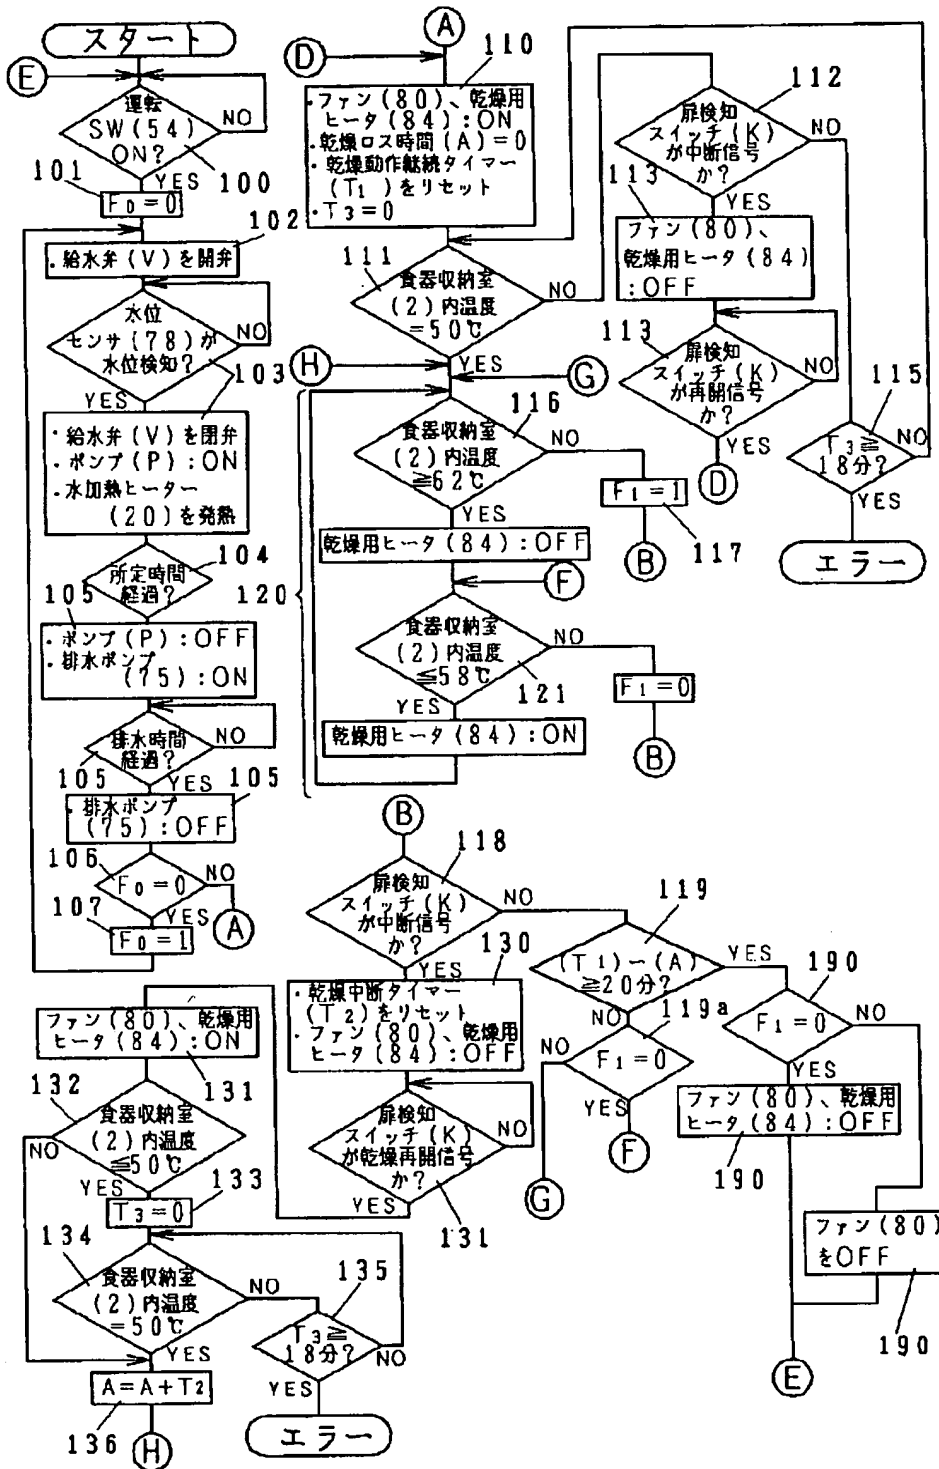 スタート
E
運転
SW(54)
ON?
NO
YES
100
101
F0=0
102
・給水弁(V)を開弁
水位
センサ(78)が
水位検知?
NO
YES
103
・給水弁(V)を閉弁
・ポンプ(P):ON
・水加熱ヒーター
(20)を発熱
104
所定時間
経過?
105
・ポンプ(P):OFF
・排水ポンプ
(75):ON
排水時間
経過?
NO
105
YES
105
・排水ポンプ
(75):OFF
106
F0=0
NO
A
YES
107
F0=1
A
D
110
・ファン(80)、乾燥用
ヒータ(84):ON
・乾燥ロス時間(A)=0
・乾燥動作継続タイマー
(T1)をリセット
・T3=0
111
食器収納室
(2)内温度
=50℃
NO
YES
H
G
116
食器収納室
(2)内温度
≧62℃
NO
YES
F1=1
117
B
乾燥用ヒータ(84):OFF
F
120
食器収納室
(2)内温度
≦58℃
NO
121
YES
F1=0
B
乾燥用ヒータ(84):ON
112
扉検知
スイッチ(K)
が中断信号
か?
NO
YES
113
ファン(80)、
乾燥用ヒータ(84)
:OFF
113
扉検知
スイッチ(K)
が再開信号
か?
NO
YES
D
115
T3≧
18分?
NO
YES
エラー
B
118
扉検知
スイッチ(K)
が中断信号
か?
NO
YES
119
(T1)−(A)
≧20分?
YES
NO
119a
F1=0
NO
YES
G
F
190
F1=0
NO
YES
ファン(80)、乾燥用
ヒータ(84):OFF
190
ファン(80)
をOFF
190
E
130
・乾燥中断タイマー
(T2)をリセット
・ファン(80)、乾燥用
ヒータ(84):OFF
扉検知
スイッチ(K)
が乾燥再開信号
か?
NO
YES
131
ファン(80)、乾燥用
ヒータ(84):ON
131
132
食器収納室
(2)内温度
≦50℃
NO
YES
133
T3=0
134
食器収納室
(2)内温度
=50℃
NO
YES
135
T3≧
18分?
NO
YES
エラー
A=A+T2
136
H